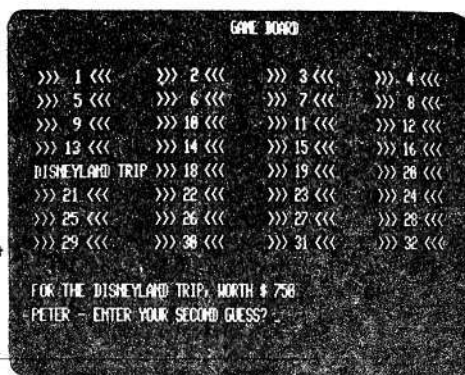 GAME BOARD
>>> 1 <<< >>> 2 <<< >>> 3 <<< >>> 4 <<<
>>> 5 <<< >>> 6 <<< >>> 7 <<< >>> 8 <<<
>>> 9 <<< >>> 10 <<< >>> 11 <<< >>> 12 <<<
>>> 13 <<< >>> 14 <<< >>> 15 <<< >>> 16 <<<
DISNEYLAND TRIP >>> 18 <<< >>> 19 <<< >>> 20 <<<
>>> 21 <<< >>> 22 <<< >>> 23 <<< >>> 24 <<<
>>> 25 <<< >>> 26 <<< >>> 27 <<< >>> 28 <<<
>>> 29 <<< >>> 30 <<< >>> 31 <<< >>> 32 <<<
FOR THE DISNEYLAND TRIP, WORTH $ 750
PETER - ENTER YOUR SECOND GUESS? _